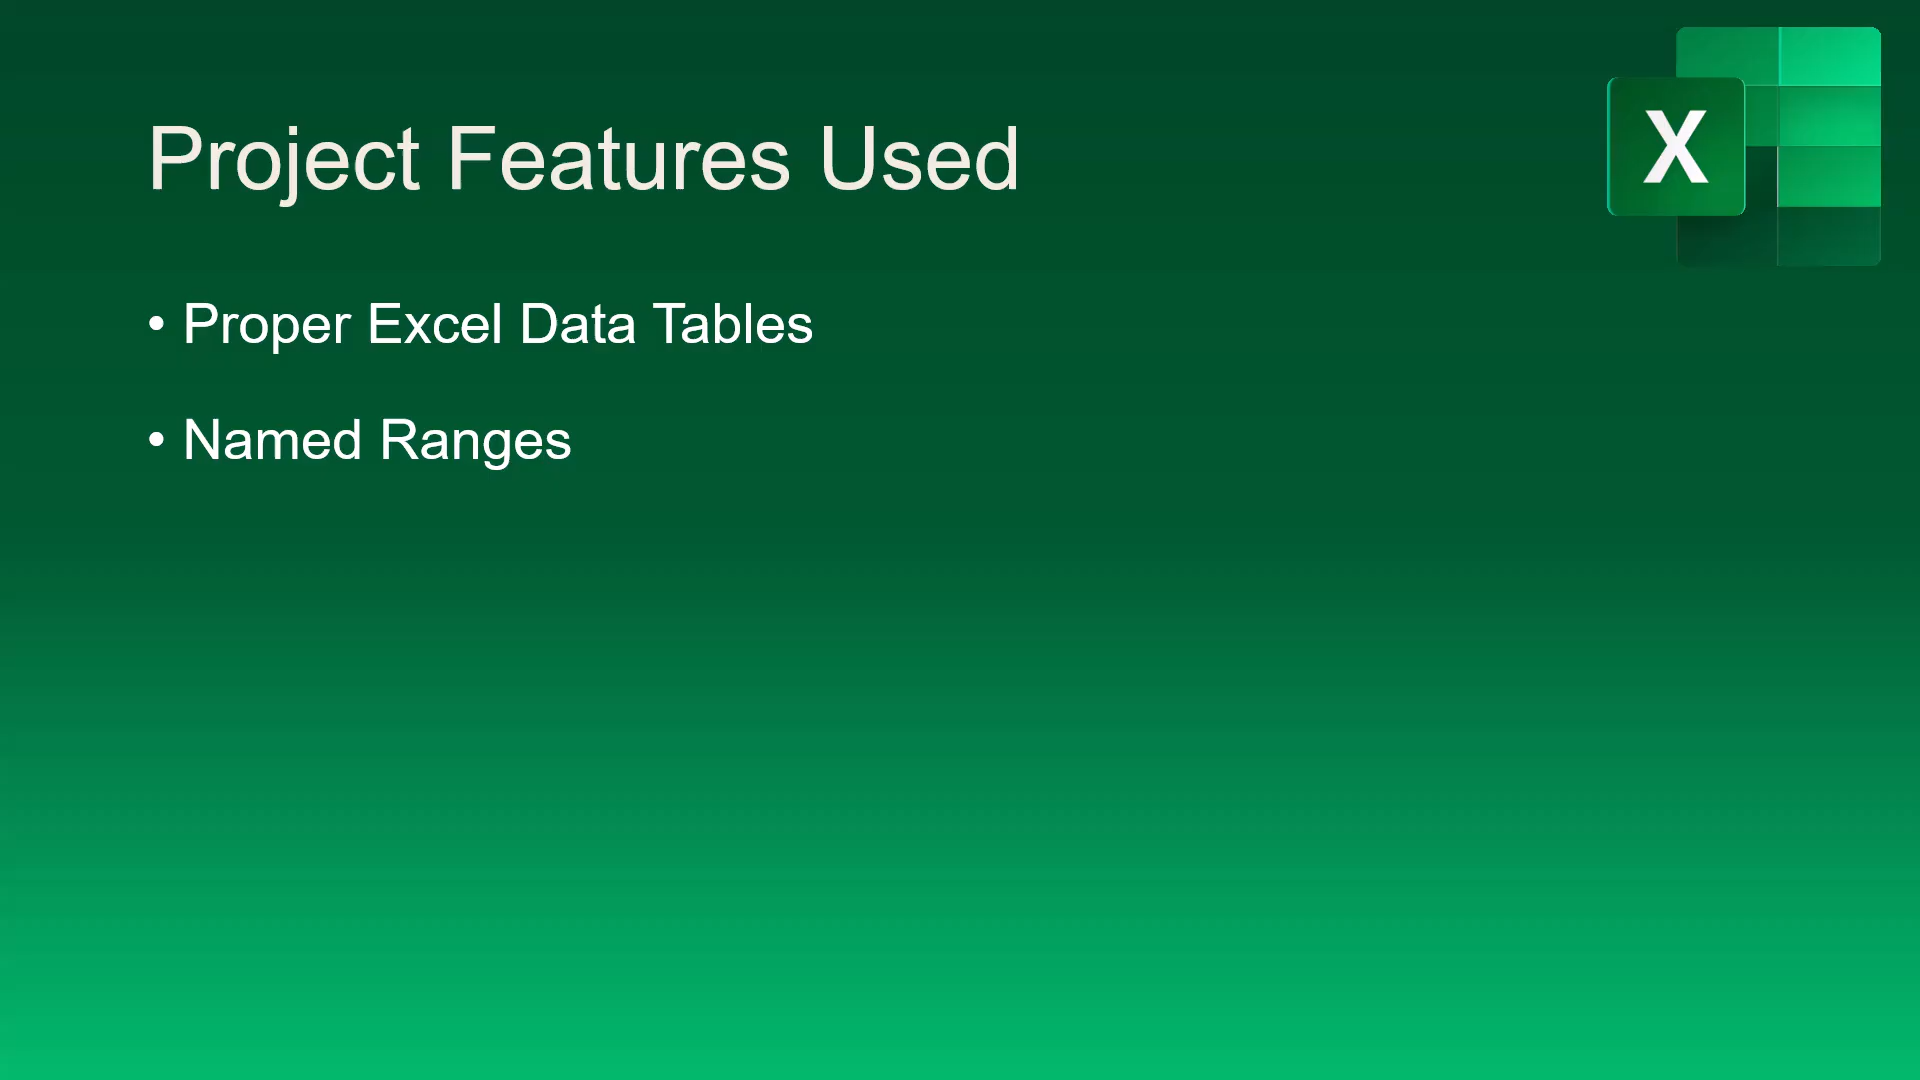 Project Features Used
X
• Proper Excel Data Tables
• Named Ranges